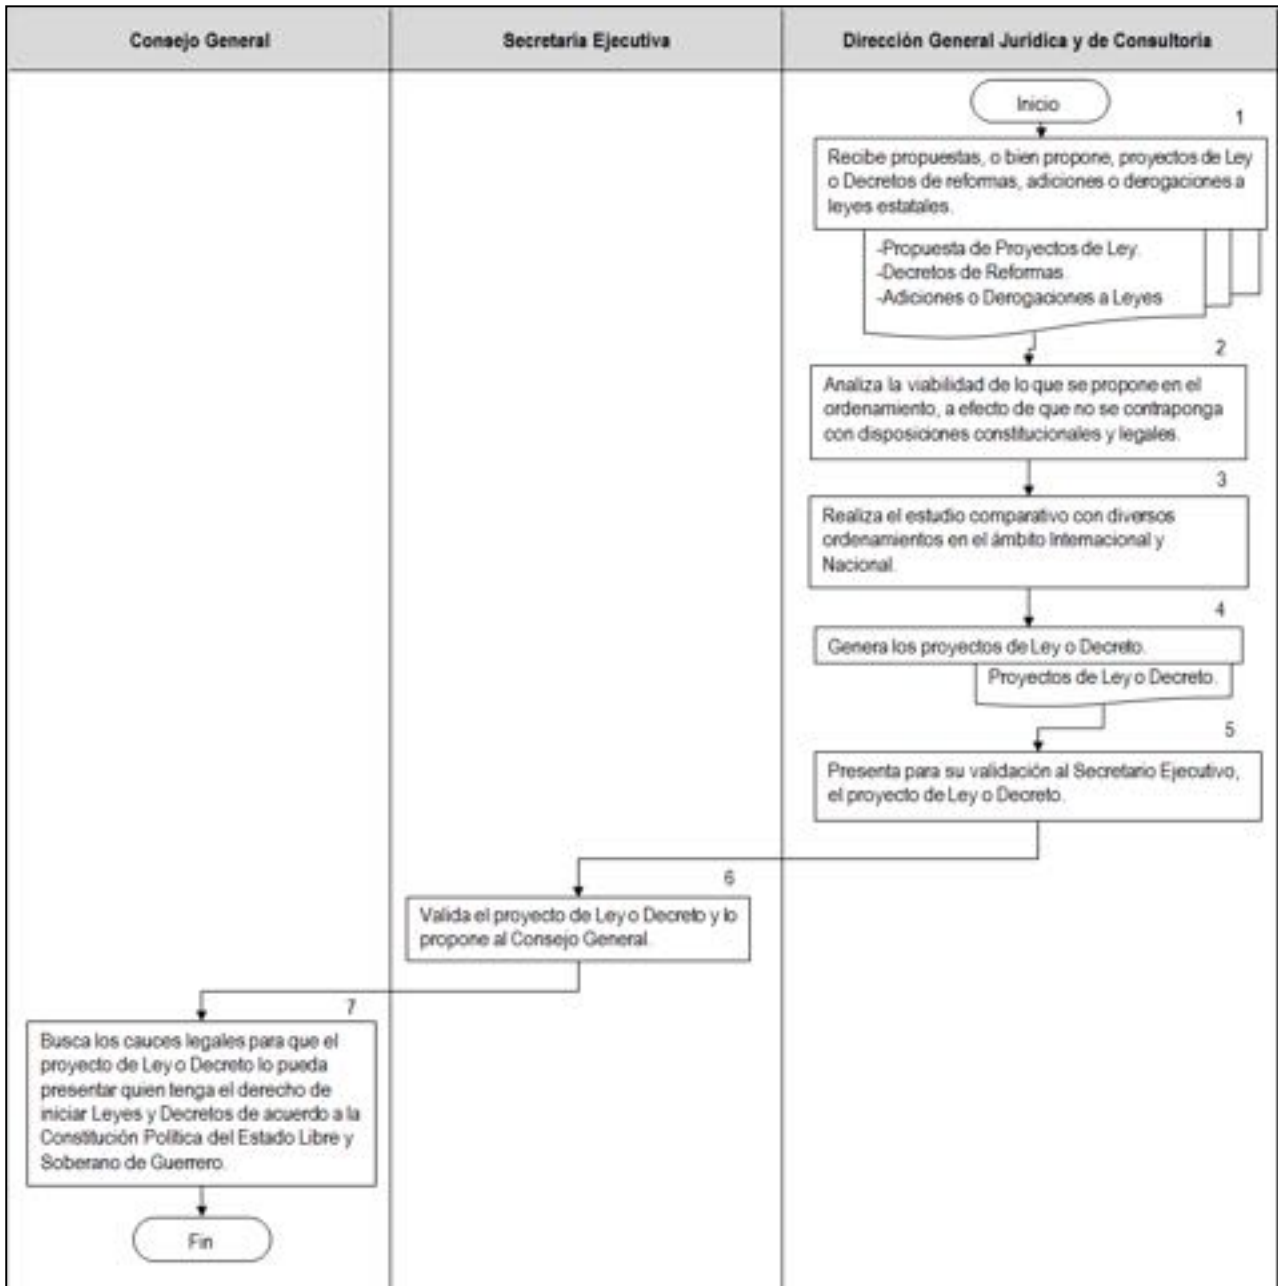 Consejo General
Secretaria Ejecutiva
Dirección General Jurídica y de Consultoria
Inicio
1
Recibe propuestas, o bien propone, proyectos de Ley
o Decretos de reformas, adiciones o derogaciones a
leyes estatales.
-Propuesta de Proyectos de Ley.
-Decretos de Reformas.
-Adiciones o Derogaciones a Leyes
2
Analiza la viabilidad de lo que se propone en el
ordenamiento, a efecto de que no se contraponga
con disposiciones constitucionales y legales.
3
Realiza el estudio comparativo con diversos
ordenamientos en el ámbito Internacional y
Nacional.
4
Genera los proyectos de Ley o Decreto.
Proyectos de Ley o Decreto.
5
Presenta para su validación al Secretario Ejecutivo,
el proyecto de Ley o Decreto.
6
Valida el proyecto de Ley o Decreto y lo
propone al Consejo General.
7
Busca los cauces legales para que el
proyecto de Ley o Decreto lo pueda
presentar quien tenga el derecho de
iniciar Leyes y Decretos de acuerdo a la
Constitución Política del Estado Libre y
Soberano de Guerrero.
Fin